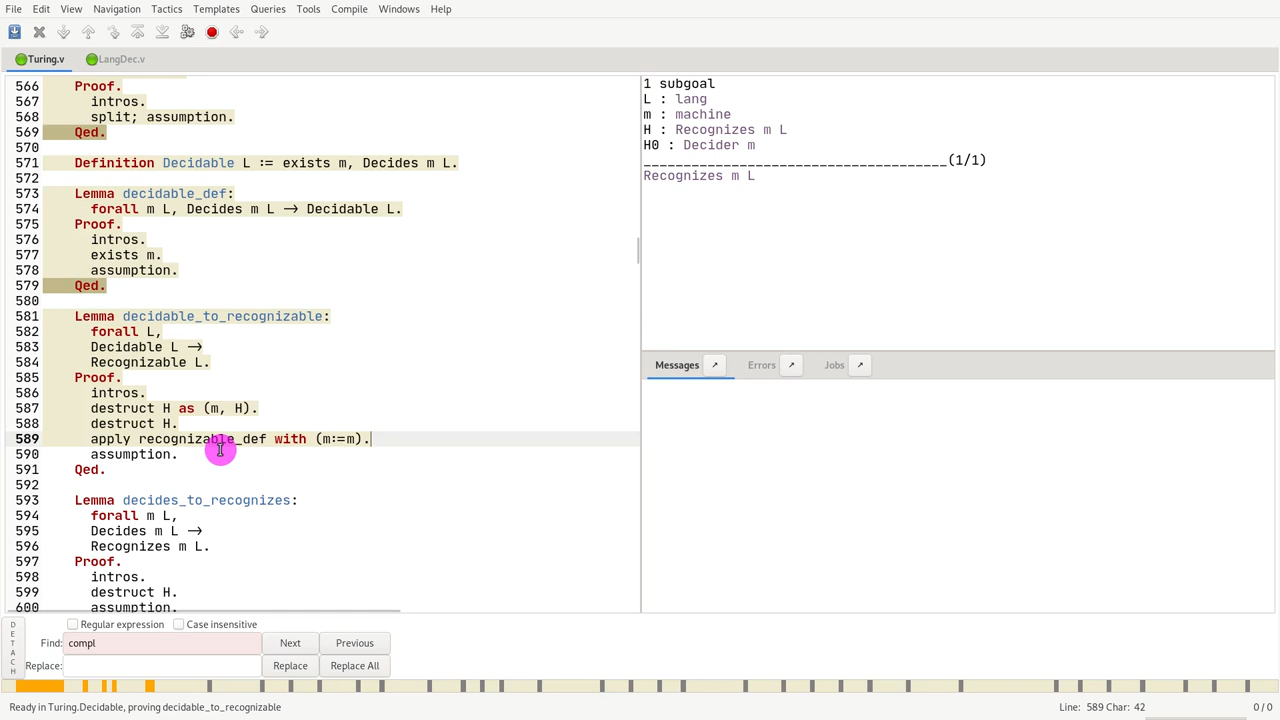 File Edit View Navigation Tactics Templates Queries Tools Compile Windows Help
Turing.v LangDec.v
566 Proof.
567 intros.
568 split; assumption.
569 Qed.
570
571 Definition Decidable L := exists m, Decides m L.
572
573 Lemma decidable_def:
574 forall m L, Decides m L → Decidable L.
575 Proof.
576 intros.
577 exists m.
578 assumption.
579 Qed.
580
581 Lemma decidable_to_recognizable:
582 forall L,
583 Decidable L →
584 Recognizable L.
585 Proof.
586 intros.
587 destruct H as (m, H).
588 destruct H.
589 apply recognizable_def with (m:=m).
590 assumption.
591 Qed.
592
593 Lemma decides_to_recognizes:
594 forall m L,
595 Decides m L →
596 Recognizes m L.
597 Proof.
598 intros.
599 destruct H.
600 assumption.
1 subgoal
L : lang
m : machine
H : Recognizes m L
H0 : Decider m
______________________________________(1/1)
Recognizes m L
Messages ↗ Errors ↗ Jobs ↗
DETACH
Regular expression Case insensitive
Find: compl Next Previous
Replace: Replace Replace All
Ready in Turing.Decidable, proving decidable_to_recognizable Line: 589 Char: 42 0 / 0